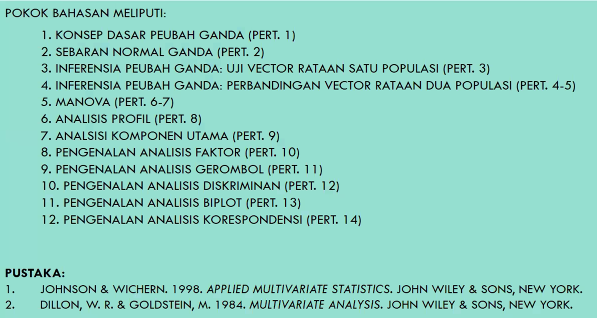 POKOK BAHASAN MELIPUTI:
1. KONSEP DASAR PEUBAH GANDA (PERT. 1)
2. SEBARAN NORMAL GANDA (PERT. 2)
3. INFERENSIA PEUBAH GANDA: UJI VECTOR RATAAN SATU POPULASI (PERT. 3)
4. INFERENSIA PEUBAH GANDA: PERBANDINGAN VECTOR RATAAN DUA POPULASI (PERT. 4-5)
5. MANOVA (PERT. 6-7)
6. ANALISIS PROFIL (PERT. 8)
7. ANALSISI KOMPONEN UTAMA (PERT. 9)
8. PENGENALAN ANALISIS FAKTOR (PERT. 10)
9. PENGENALAN ANALISIS GEROMBOL (PERT. 11)
10. PENGENALAN ANALISIS DISKRIMINAN (PERT. 12)
11. PENGENALAN ANALISIS BIPLOT (PERT. 13)
12. PENGENALAN ANALISIS KORESPONDENSI (PERT. 14)
PUSTAKA:
1. JOHNSON & WICHERN. 1998. APPLIED MULTIVARIATE STATISTICS. JOHN WILEY & SONS, NEW YORK.
2. DILLON, W. R. & GOLDSTEIN, M. 1984. MULTIVARIATE ANALYSIS. JOHN WILEY & SONS, NEW YORK.